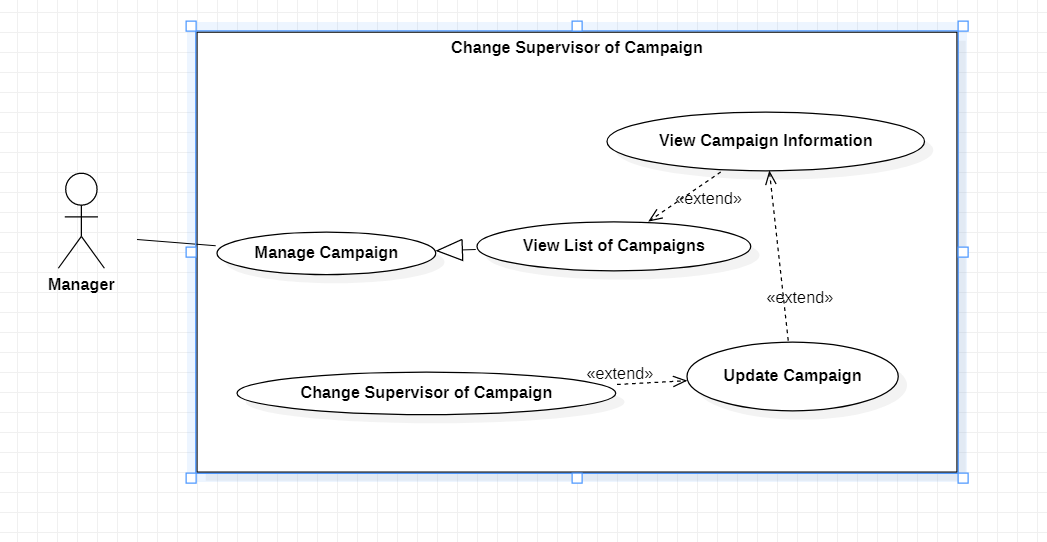 Change Supervisor of Campaign
View Campaign Information
«extend»
Manage Campaign
View List of Campaigns
Manager
«extend»
«extend»
Update Campaign
Change Supervisor of Campaign